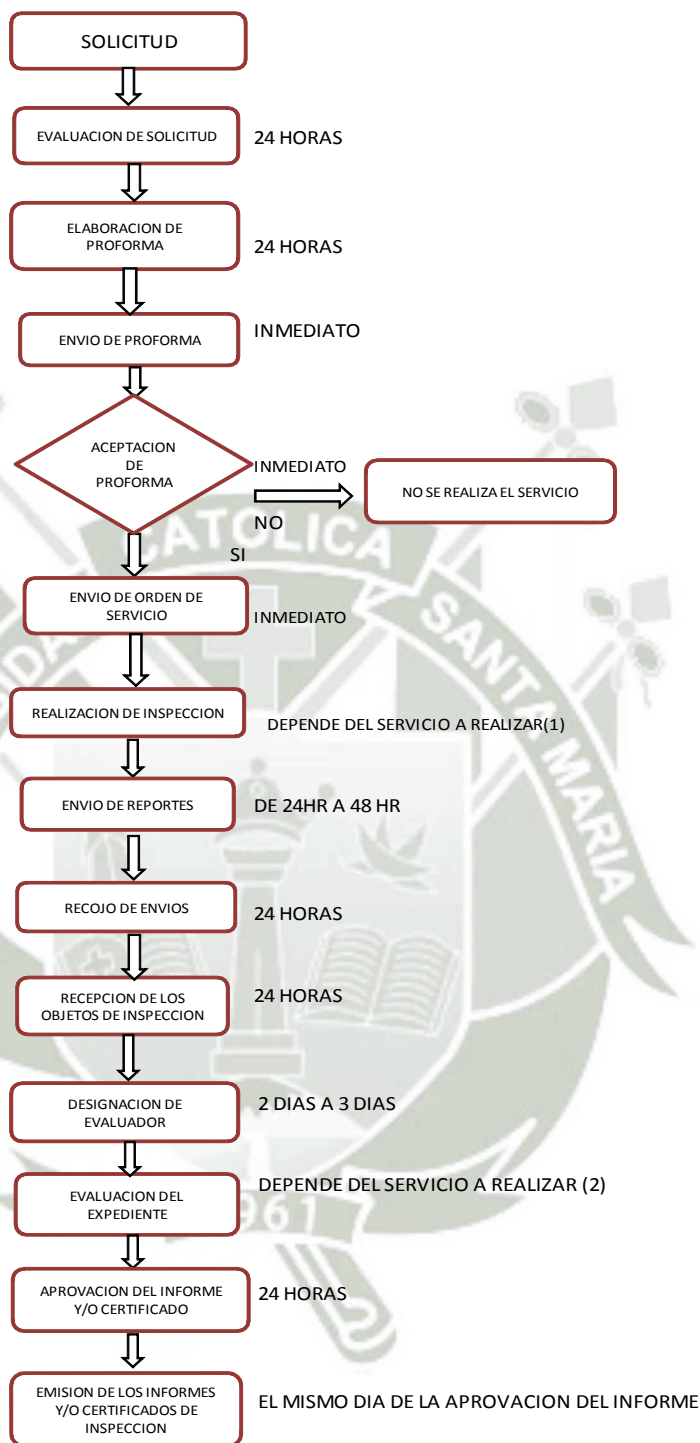 SOLICITUD
EVALUACION DE SOLICITUD
24 HORAS
ELABORACION DE
PROFORMA
24 HORAS
ENVIO DE PROFORMA
INMEDIATO
ACEPTACION
DE
PROFORMA
INMEDIATO
NO
NO SE REALIZA EL SERVICIO
SI
ENVIO DE ORDEN DE
SERVICIO
INMEDIATO
REALIZACION DE INSPECCION
DEPENDE DEL SERVICIO A REALIZAR(1)
ENVIO DE REPORTES
DE 24HR A 48 HR
RECOJO DE ENVIOS
24 HORAS
RECEPCION DE LOS
OBJETOS DE INSPECCION
24 HORAS
DESIGNACION DE
EVALUADOR
2 DIAS A 3 DIAS
EVALUACION DEL
EXPEDIENTE
DEPENDE DEL SERVICIO A REALIZAR (2)
APROVACION DEL INFORME
Y/O CERTIFICADO
24 HORAS
EMISION DE LOS INFORMES
Y/O CERTIFICADOS DE
INSPECCION
EL MISMO DIA DE LA APROVACION DEL INFORME
CATOLICA
SANTA MARIA